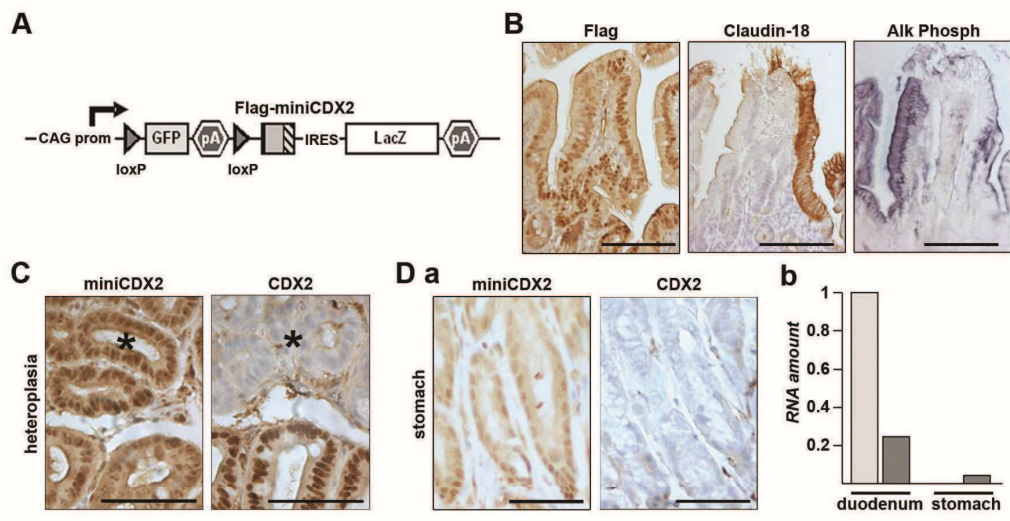 A
Flag-miniCDX2
CAG prom
GFP
pA
IRES
LacZ
pA
loxP
loxP
B
Flag
Claudin-18
Alk Phosph
C
miniCDX2
CDX2
heteroplasia
*
*
D a
miniCDX2
CDX2
stomach
b
RNA amount
1
0.8
0.6
0.4
0.2
duodenum
stomach